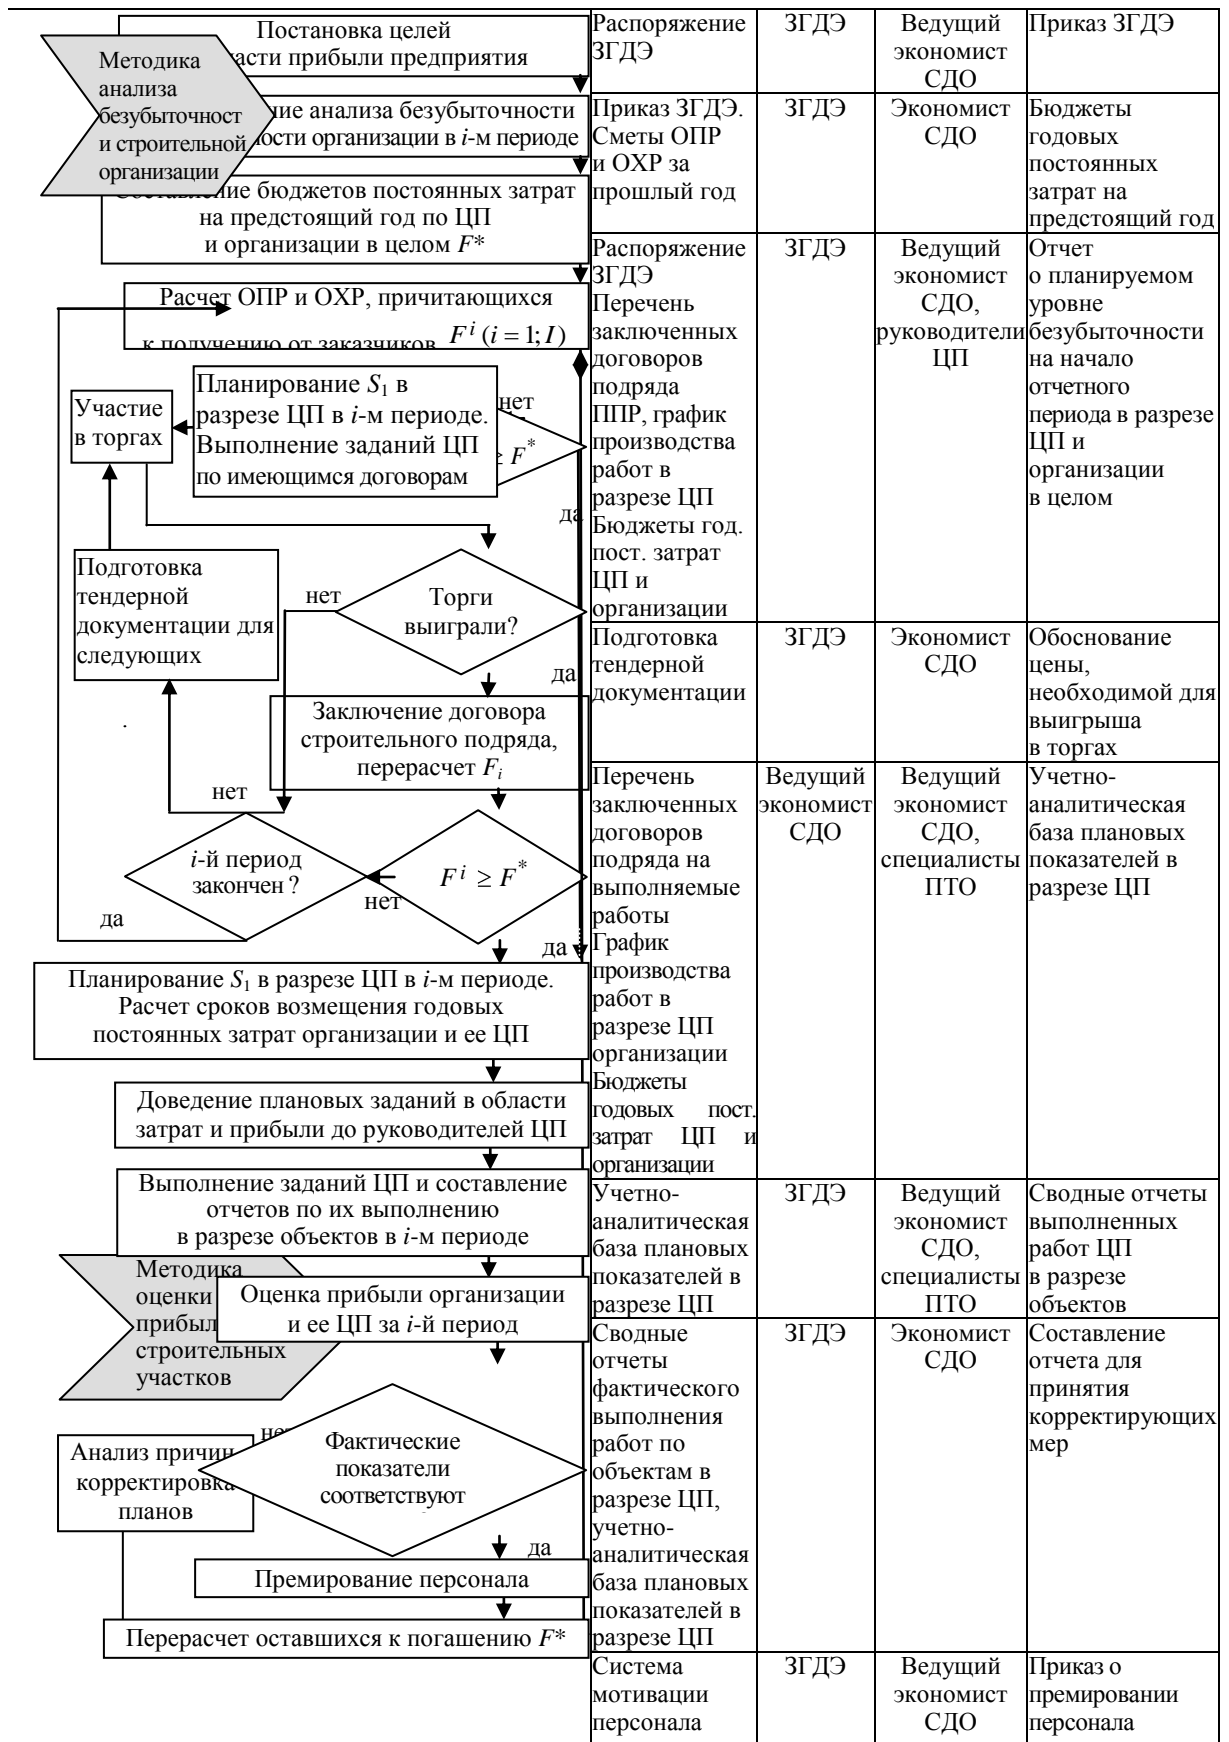 Постановка целей
асти прибыли предприятия
Методика
анализа
безубыточност
и строительной
организации
ие анализа безубыточности
ости организации в i-м периоде
Составление бюджетов постоянных затрат
на предстоящий год по ЦП
и организации в целом F*
Расчет ОПР и ОХР, причитающихся
к получению от заказчиков F^i (i = 1; I)
Планирование S₁ в
разрезе ЦП в i-м периоде.
Выполнение заданий ЦП
по имеющимся договорам
Участие
в торгах
нет
≥ F*
да
Подготовка
тендерной
документации для
следующих
нет
Торги
выиграли?
да
Заключение договора
строительного подряда,
перерасчет F_i
нет
i-й период
закончен ?
F^i ≥ F*
нет
да
да
Планирование S₁ в разрезе ЦП в i-м периоде.
Расчет сроков возмещения годовых
постоянных затрат организации и ее ЦП
Доведение плановых заданий в области
затрат и прибыли до руководителей ЦП
Выполнение заданий ЦП и составление
отчетов по их выполнению
в разрезе объектов в i-м периоде
Методика
оценки
прибыл
строительных
участков
Оценка прибыли организации
и ее ЦП за i-й период
нет
Анализ причин,
корректировка
планов
Фактические
показатели
соответствуют
да
Премирование персонала
Перерасчет оставшихся к погашению F*
Распоряжение
ЗГДЭ
ЗГДЭ
Ведущий
экономист
СДО
Приказ ЗГДЭ
Приказ ЗГДЭ.
Сметы ОПР
и ОХР за
прошлый год
ЗГДЭ
Экономист
СДО
Бюджеты
годовых
постоянных
затрат на
предстоящий год
Распоряжение
ЗГДЭ
Перечень
заключенных
договоров
подряда
ППР, график
производства
работ в
разрезе ЦП
Бюджеты год.
пост. затрат
ЦП и
организации
ЗГДЭ
Ведущий
экономист
СДО,
руководители
ЦП
Отчет
о планируемом
уровне
безубыточности
на начало
отчетного
периода в разрезе
ЦП и
организации
в целом
Подготовка
тендерной
документации
ЗГДЭ
Экономист
СДО
Обоснование
цены,
необходимой для
выигрыша
в торгах
Перечень
заключенных
договоров
подряда на
выполняемые
работы
График
производства
работ в
разрезе ЦП
организации
Бюджеты
годовых пост.
затрат ЦП и
организации
Ведущий
экономист
СДО
Ведущий
экономист
СДО,
специалисты
ПТО
Учетно-
аналитическая
база плановых
показателей в
разрезе ЦП
Учетно-
аналитическая
база плановых
показателей в
разрезе ЦП
ЗГДЭ
Ведущий
экономист
СДО,
специалисты
ПТО
Сводные отчеты
выполненных
работ ЦП
в разрезе
объектов
Сводные
отчеты
фактического
выполнения
работ по
объектам в
разрезе ЦП,
учетно-
аналитическая
база плановых
показателей в
разрезе ЦП
ЗГДЭ
Экономист
СДО
Составление
отчета для
принятия
корректирующих
мер
Система
мотивации
персонала
ЗГДЭ
Ведущий
экономист
СДО
Приказ о
премировании
персонала